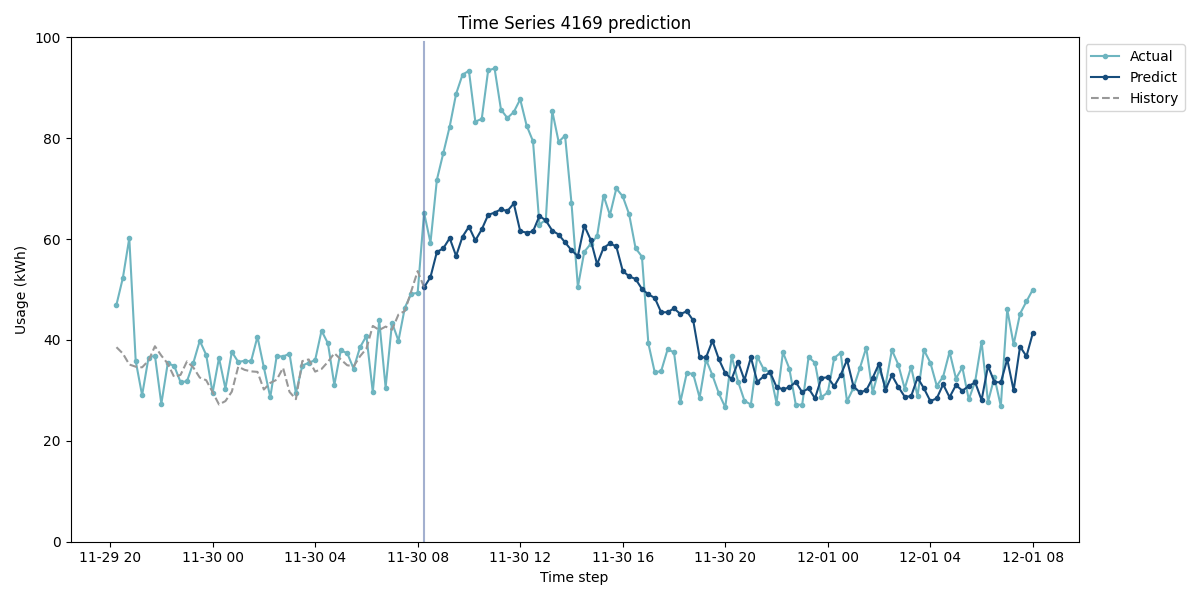 Time Series 4169 prediction
100
80
60
40
20
0
Usage (kWh)
11-29 20
11-30 00
11-30 04
11-30 08
11-30 12
11-30 16
11-30 20
12-01 00
12-01 04
12-01 08
Time step
Actual
Predict
History